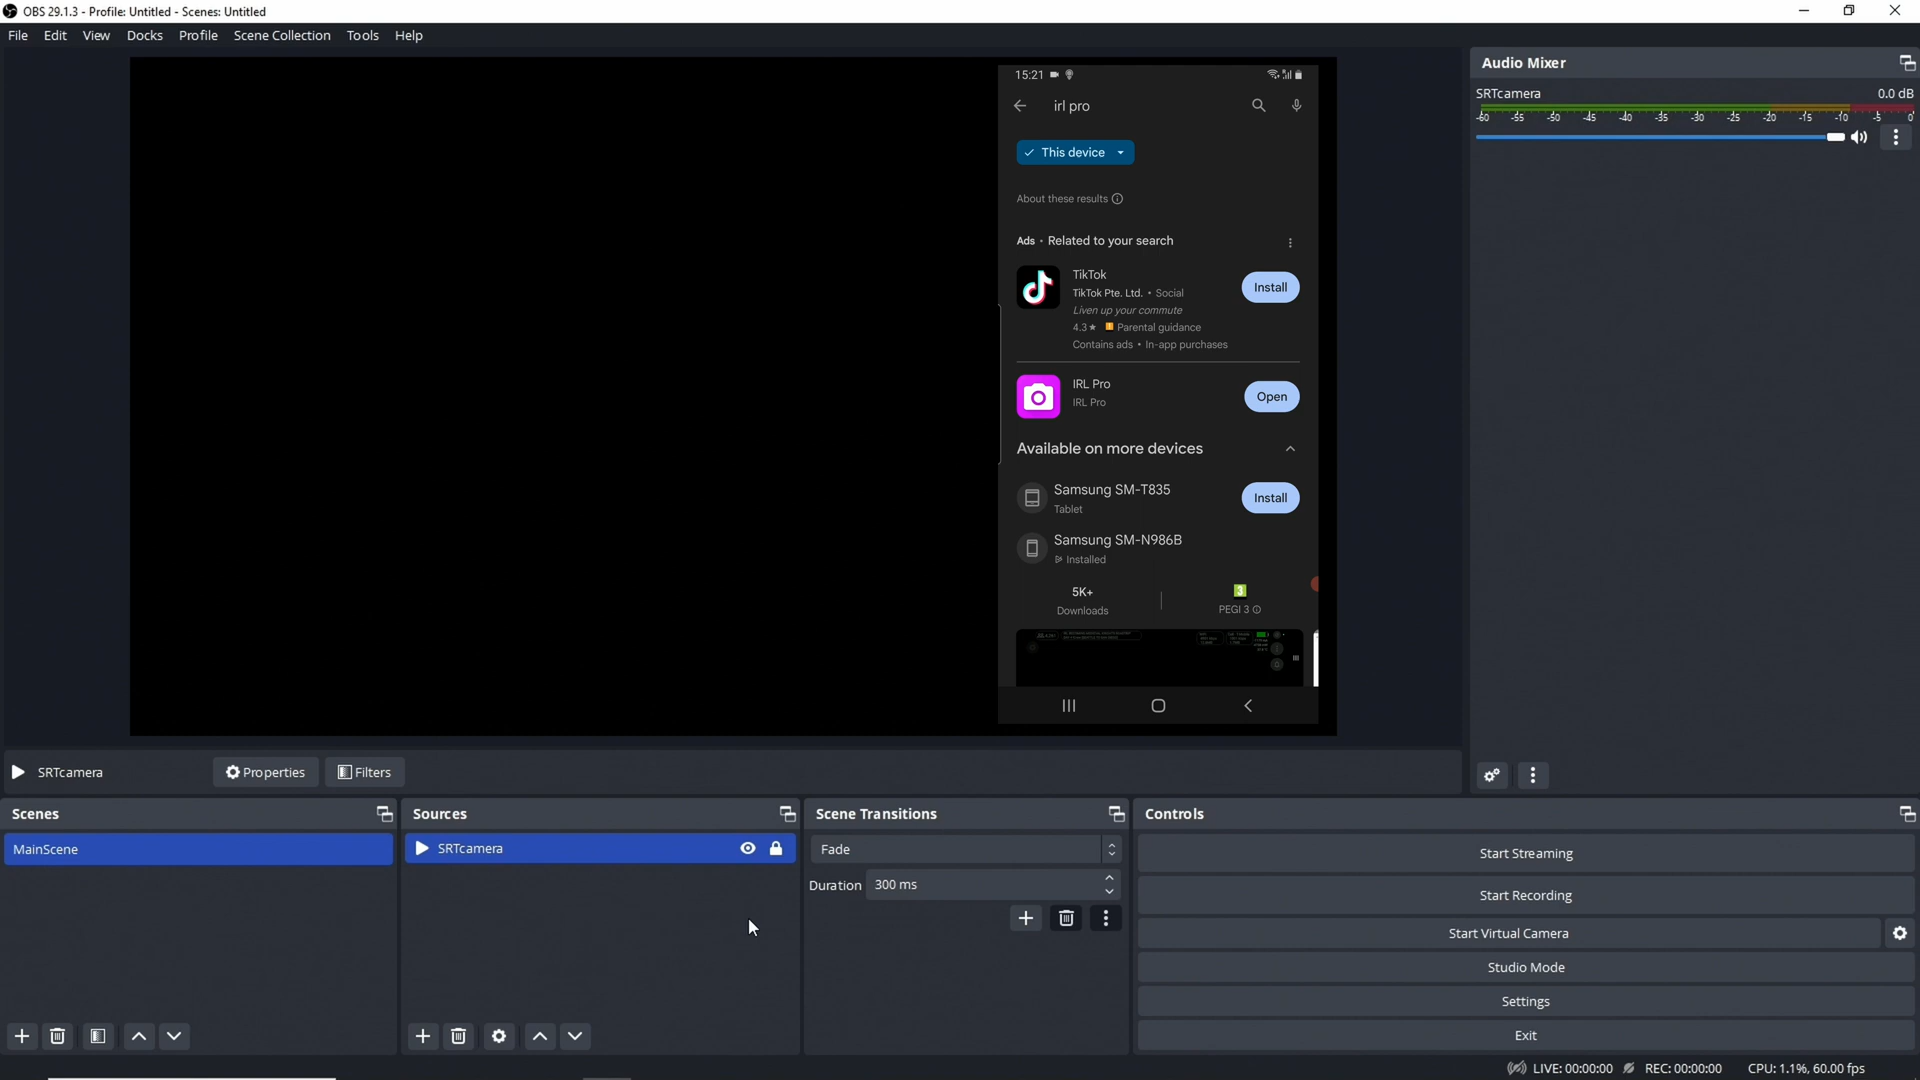 OBS 29.1.3 - Profile: Untitled - Scenes: Untitled
File Edit View Docks Profile Scene Collection Tools Help
15:21
irl pro
This device
About these results
Ads · Related to your search
TikTok
TikTok Pte. Ltd. • Social
Liven up your commute
4.3★ Parental guidance
Contains ads • In-app purchases
Install
IRL Pro
IRL Pro
Open
Available on more devices
Samsung SM-T835
Tablet
Install
Samsung SM-N986B
Installed
5K+
Downloads
3
PEGI 3
Audio Mixer
SRTcamera 0.0 dB
-60 -55 -50 -45 -40 -35 -30 -25 -20 -15 -10 -5 0
SRTcamera Properties Filters
Scenes
MainScene
Sources
SRTcamera
Scene Transitions
Fade
Duration 300 ms
Controls
Start Streaming
Start Recording
Start Virtual Camera
Studio Mode
Settings
Exit
LIVE: 00:00:00 REC: 00:00:00 CPU: 1.1%, 60.00 fps